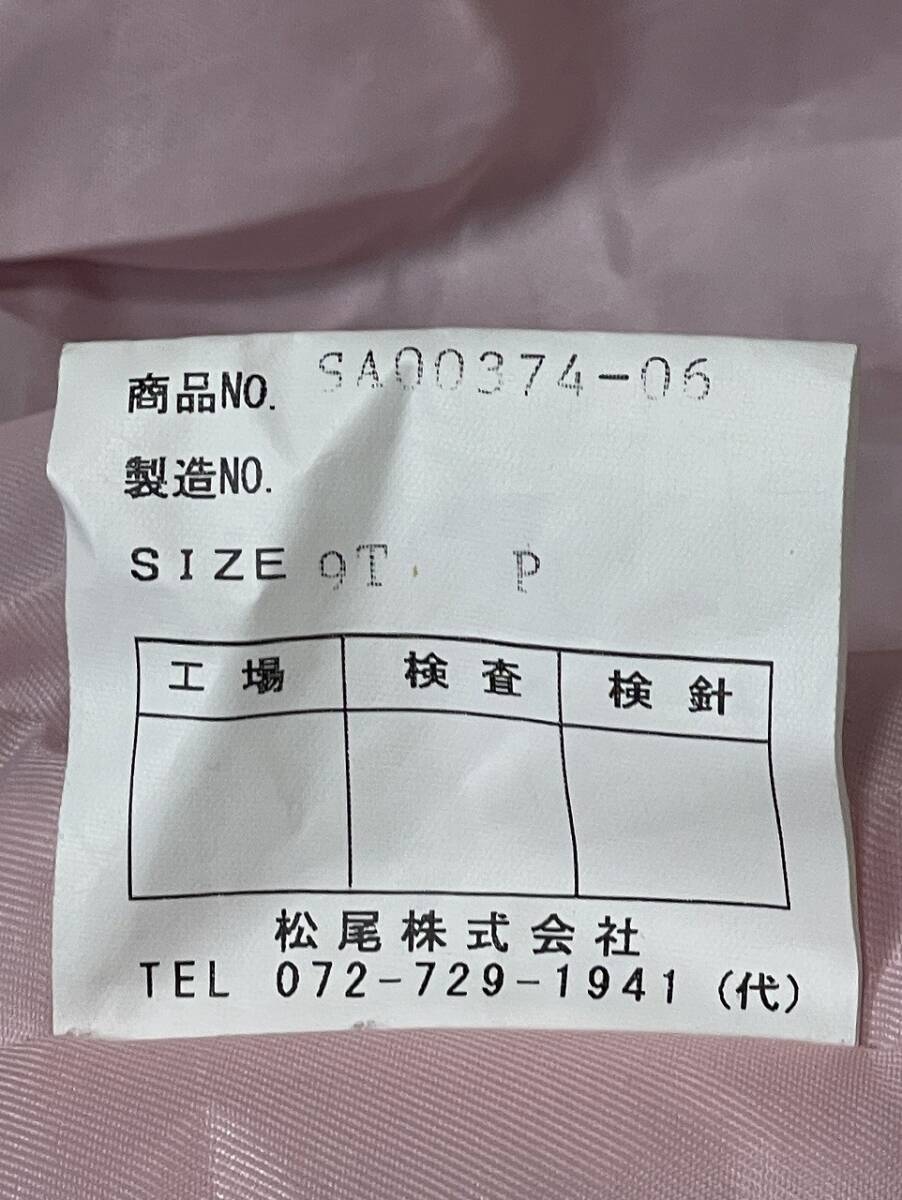 商品NO. SA00374-06
製造NO.
SIZE 9T P
工場 検査 検針
松尾株式会社
TEL 072-729-1941 (代)